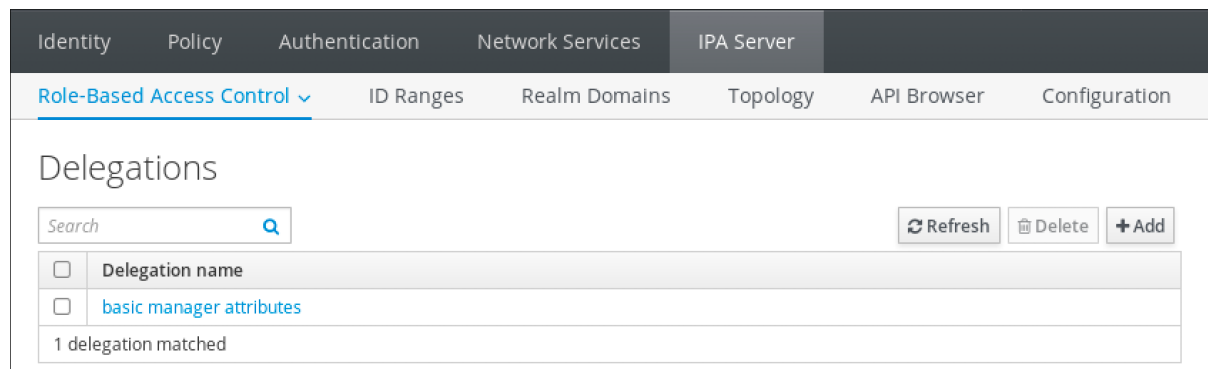 Identity Policy Authentication Network Services IPA Server
Role-Based Access Control ID Ranges Realm Domains Topology API Browser Configuration
Delegations
Search Refresh Delete Add
Delegation name
basic manager attributes
1 delegation matched